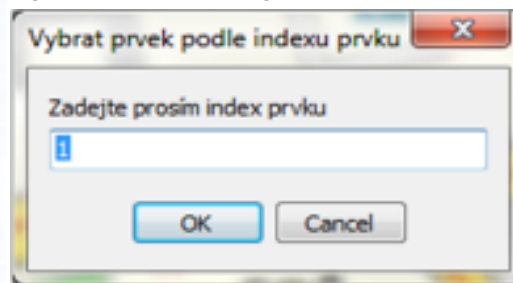 Vybrat prvek podle indexu prvku
Zadejte prosím index prvku
1
OK Cancel